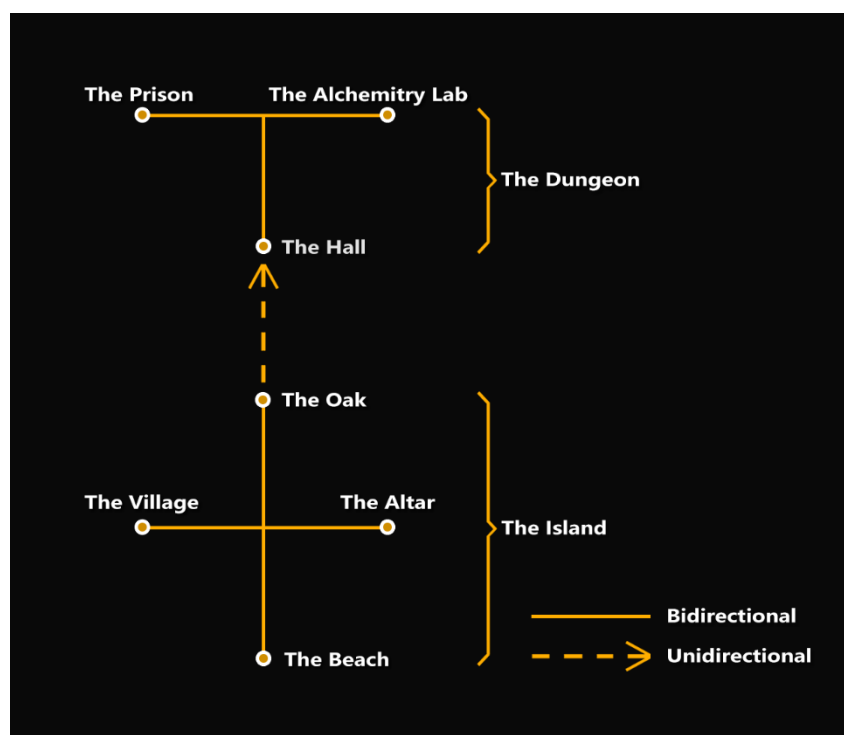 The Prison
The Alchemitry Lab
The Dungeon
The Hall
The Oak
The Village
The Altar
The Island
The Beach
Bidirectional
Unidirectional